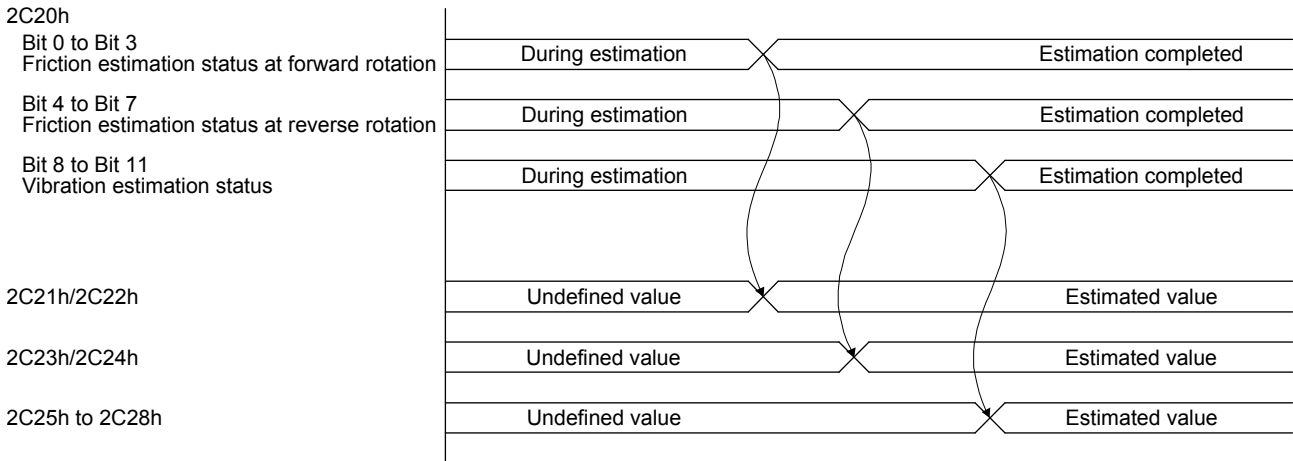 2C20h
Bit 0 to Bit 3
Friction estimation status at forward rotation
During estimation
Estimation completed
Bit 4 to Bit 7
Friction estimation status at reverse rotation
During estimation
Estimation completed
Bit 8 to Bit 11
Vibration estimation status
During estimation
Estimation completed
2C21h/2C22h
Undefined value
Estimated value
2C23h/2C24h
Undefined value
Estimated value
2C25h to 2C28h
Undefined value
Estimated value